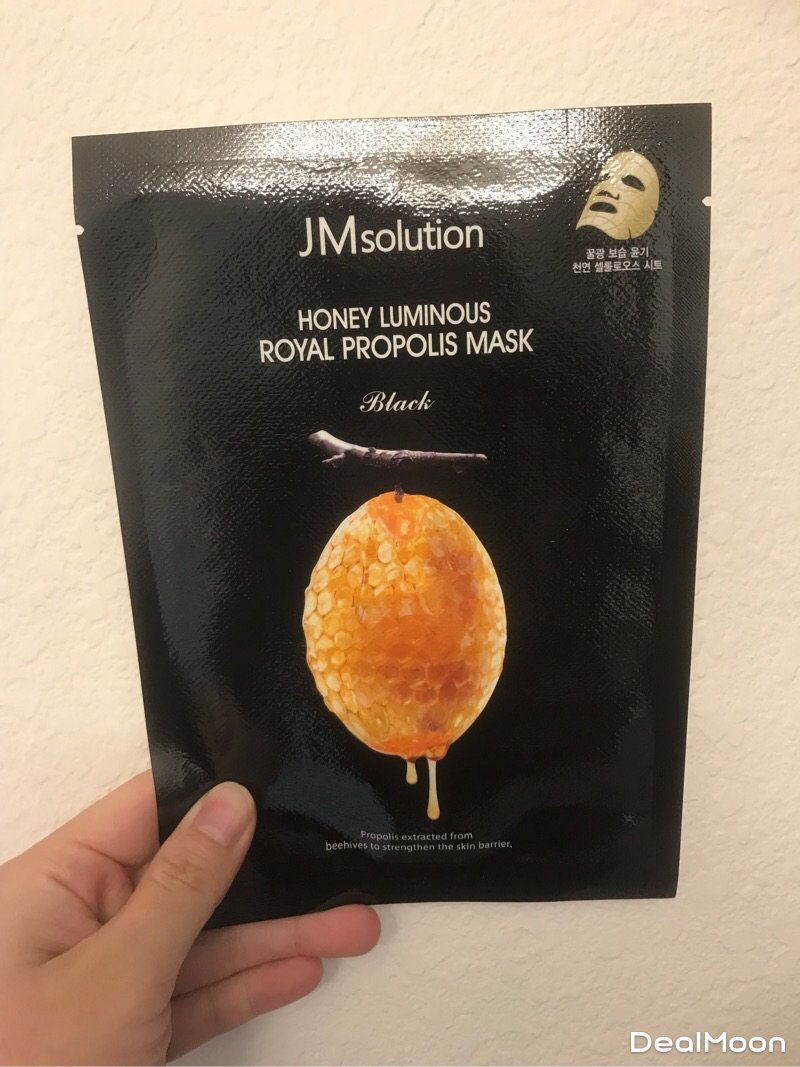 JMsolution
꿀광 보습 윤기
천연 셀룰로오스 시트
HONEY LUMINOUS
ROYAL PROPOLIS MASK
Black
Propolis extracted from
beehives to strengthen the skin barrier.
DealMoon